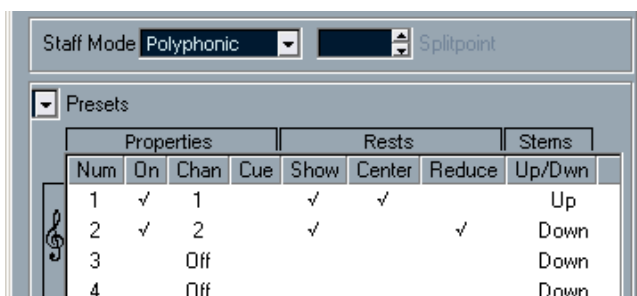 Staff Mode Polyphonic Splitpoint
Presets
Properties Rests Stems
Num On Chan Cue Show Center Reduce Up/Dwn
1 √ 1 √ √ Up
2 √ 2 √ √ Down
3 Off Down
4 Off Down